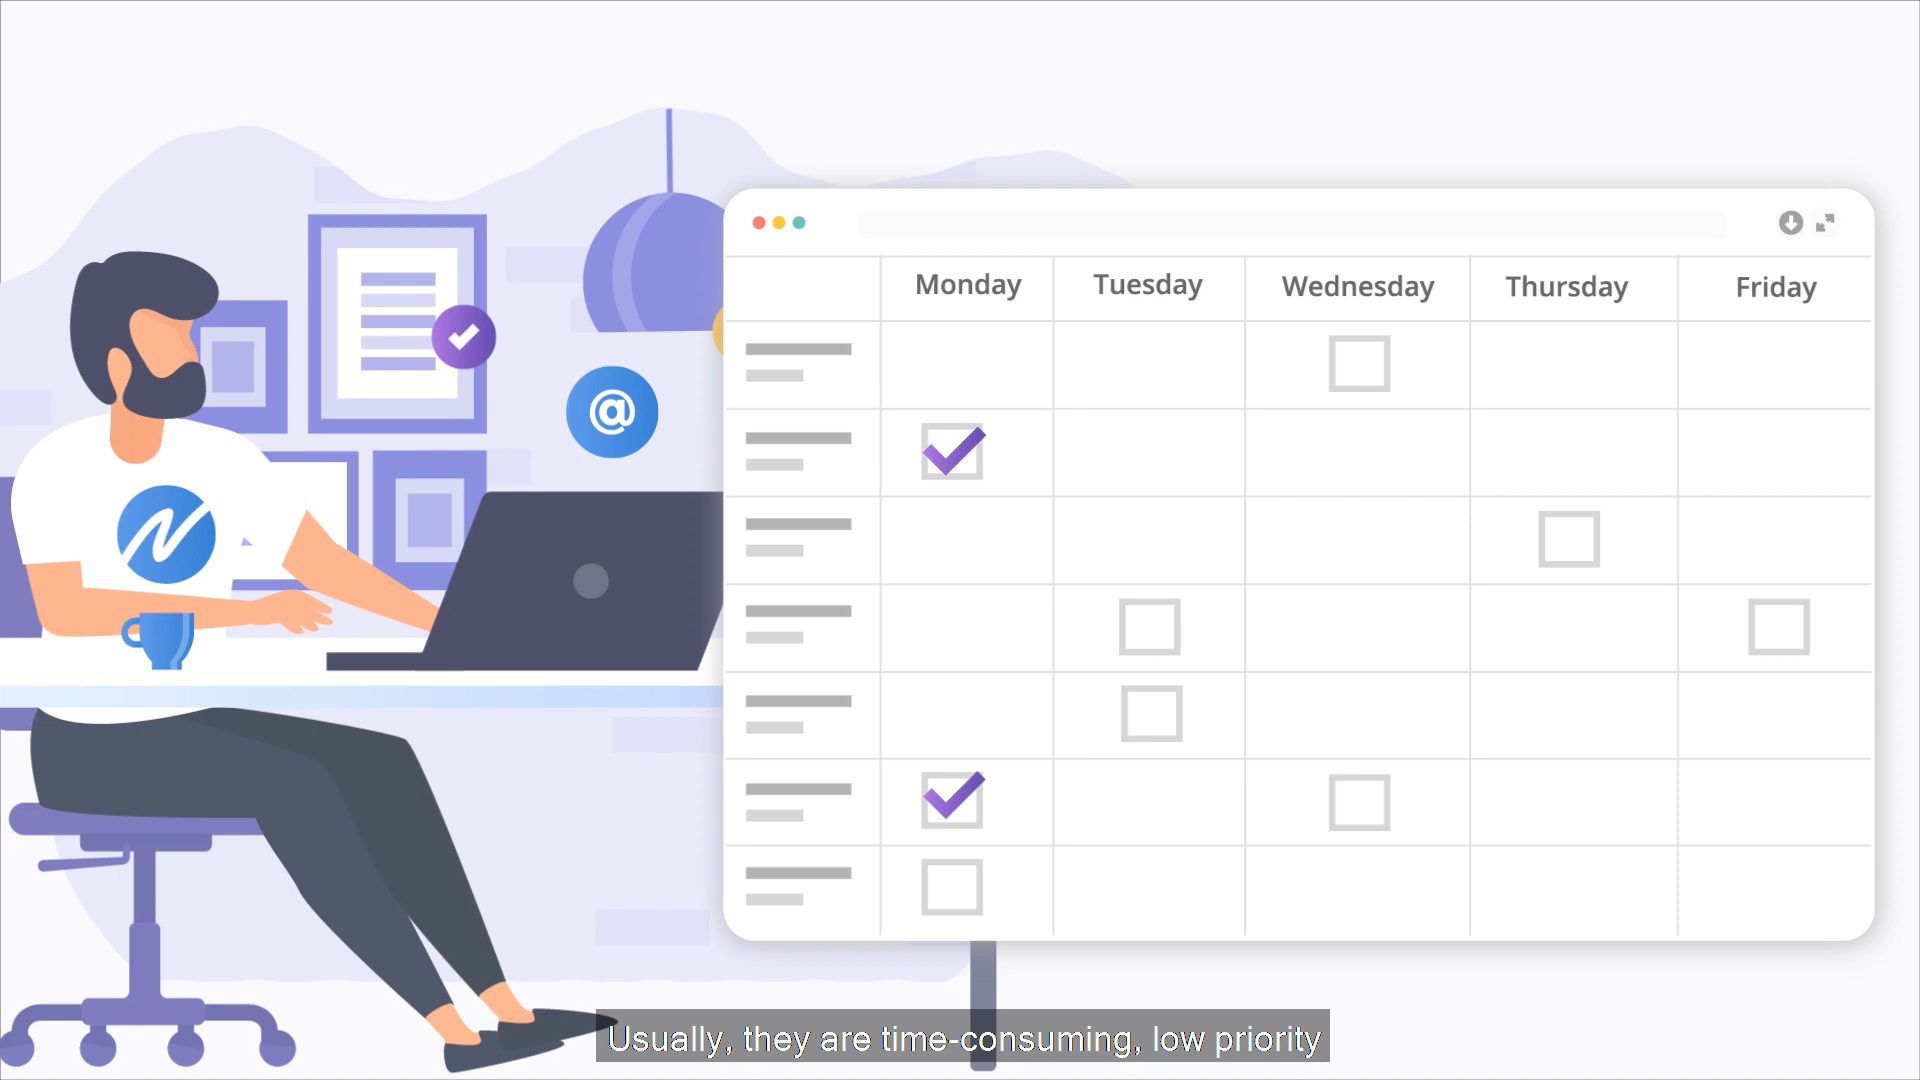 Monday Tuesday Wednesday Thursday Friday
@
N
Usually, they are time-consuming, low priority